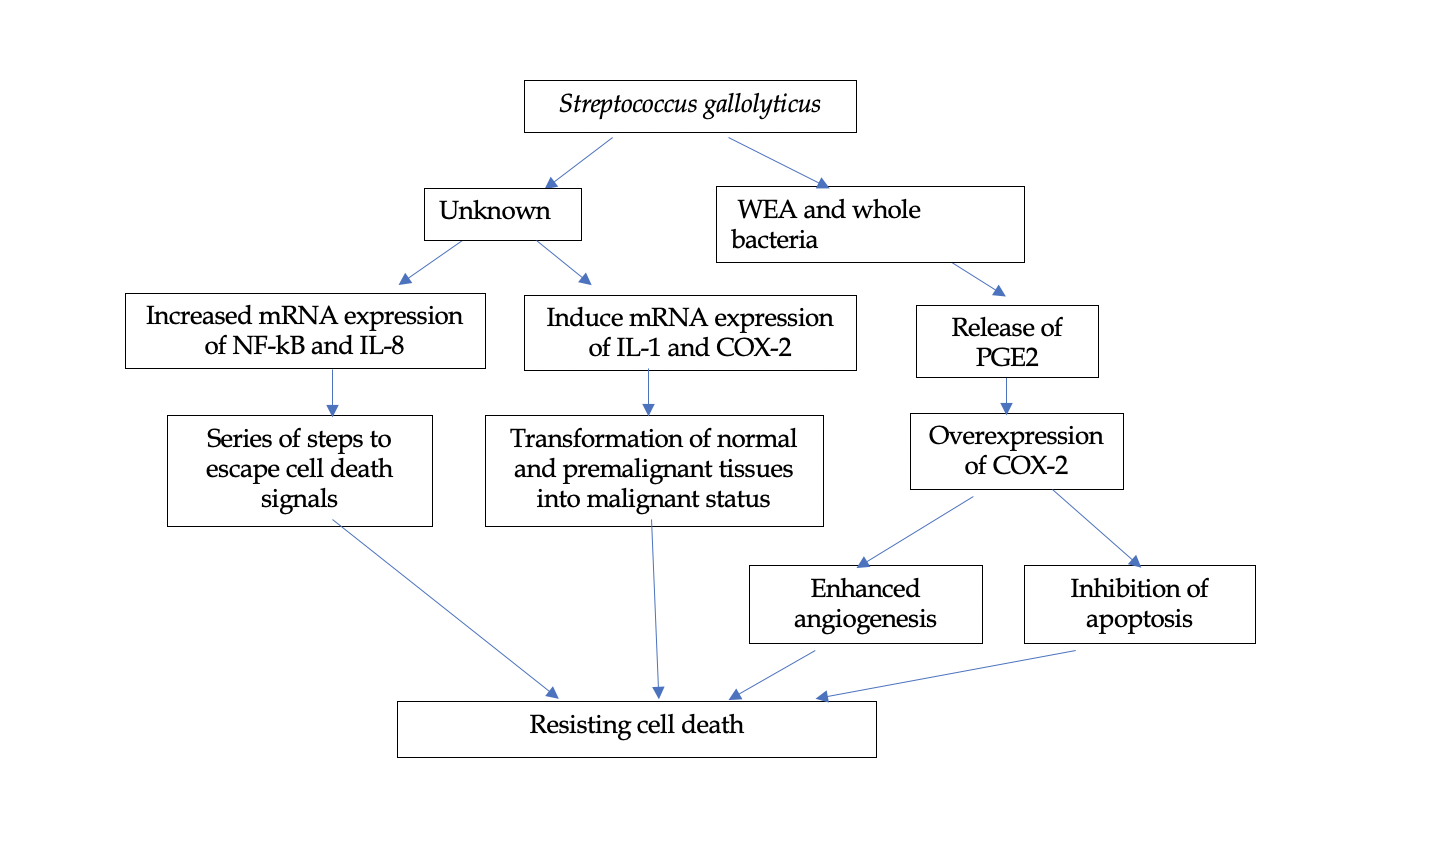 Streptococcus gallolyticus
Unknown
WEA and whole
bacteria
Increased mRNA expression
of NF-kB and IL-8
Induce mRNA expression
of IL-1 and COX-2
Release of
PGE2
Series of steps to
escape cell death
signals
Transformation of normal
and premalignant tissues
into malignant status
Overexpression
of COX-2
Enhanced
angiogenesis
Inhibition of
apoptosis
Resisting cell death